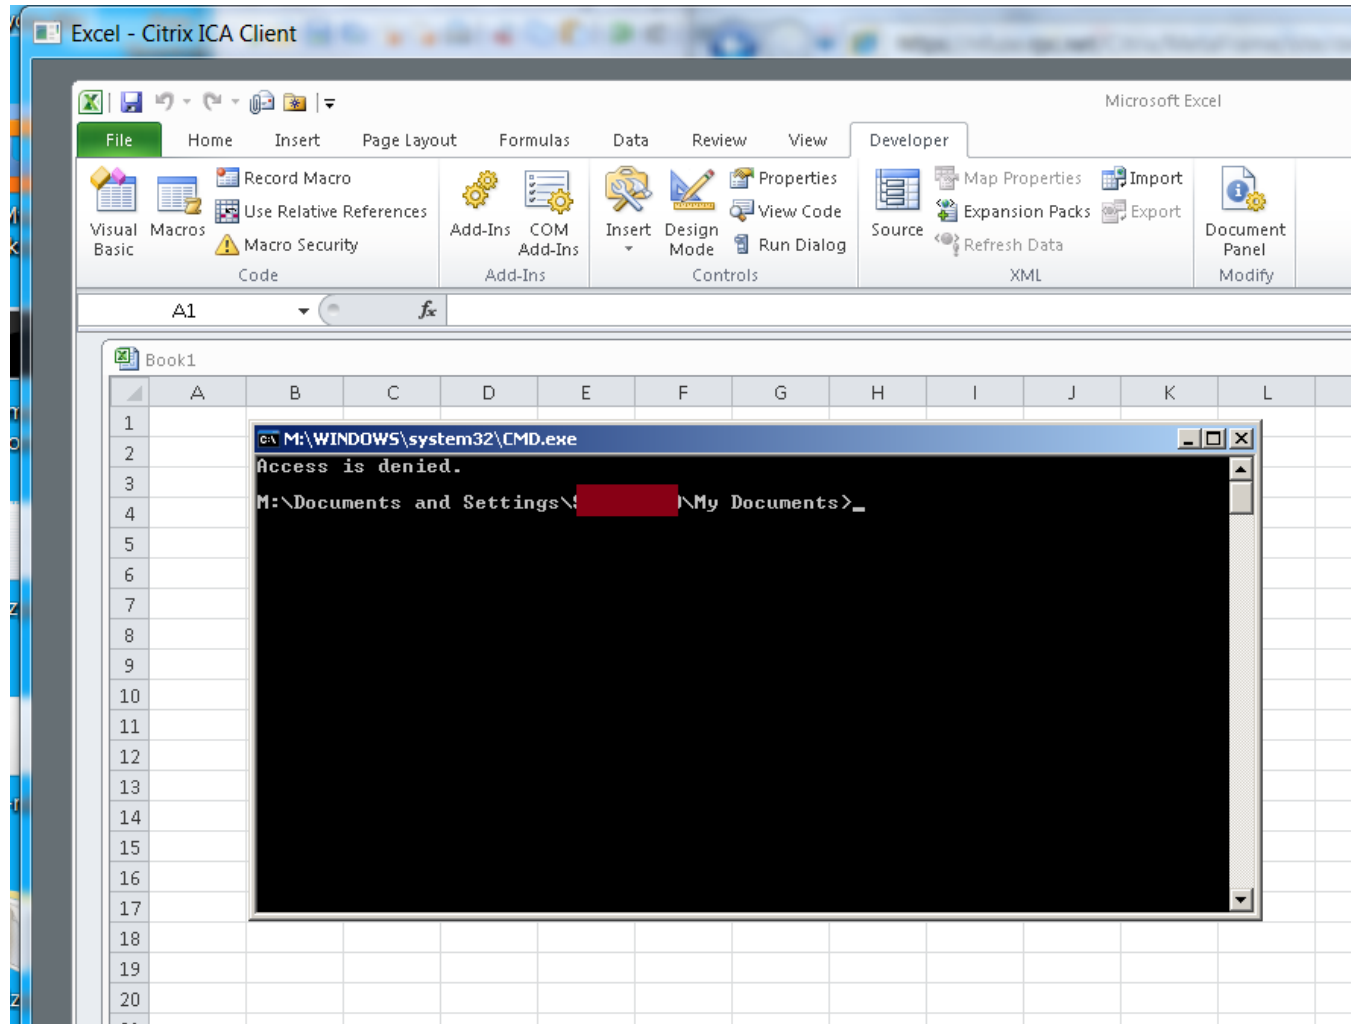 Excel - Citrix ICA Client
Microsoft Excel
File Home Insert Page Layout Formulas Data Review View Developer
Visual Basic
Macros
Record Macro
Use Relative References
Macro Security
Code
Add-Ins
COM Add-Ins
Add-Ins
Insert
Design Mode
Properties
View Code
Run Dialog
Controls
Source
Map Properties
Expansion Packs
Refresh Data
Import
Export
XML
Document Panel
Modify
A1
fx
Book1
A B C D E F G H I J K L
1
2
3
4
5
6
7
8
9
10
11
12
13
14
15
16
17
18
19
20
M:\WINDOWS\system32\CMD.exe
Access is denied.
M:\Documents and Settings\ \My Documents>_